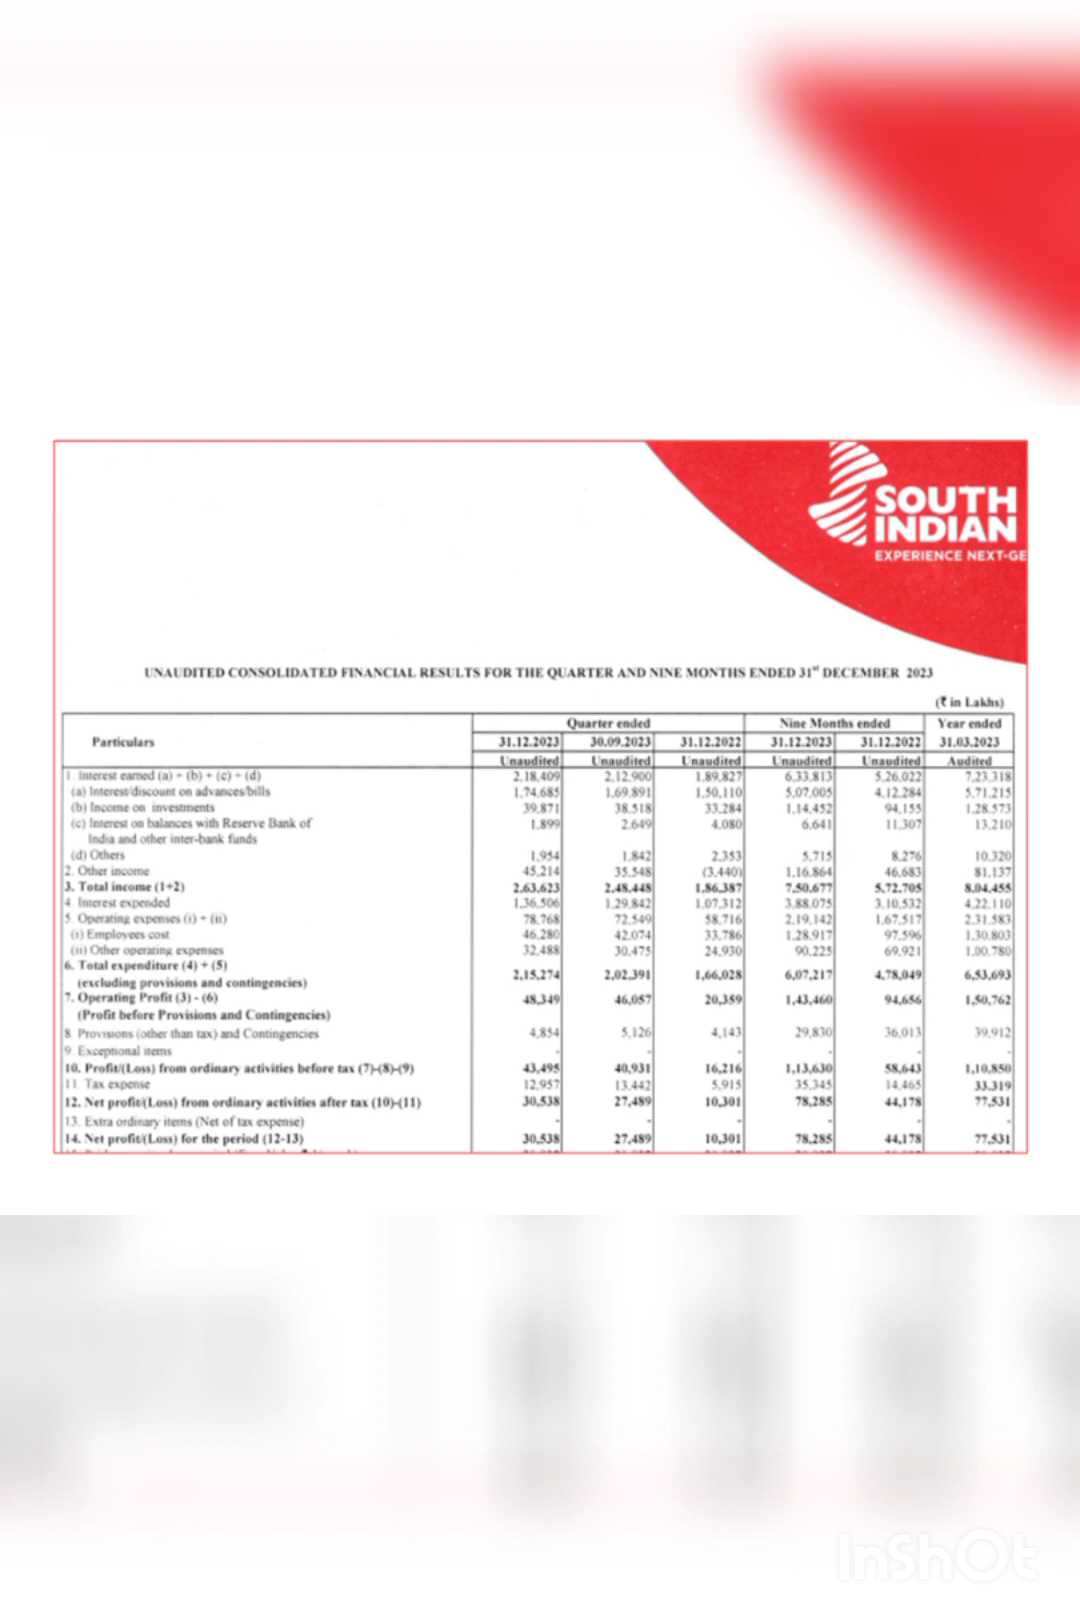 SOUTH
INDIAN
EXPERIENCE NEXT-GE
UNAUDITED CONSOLIDATED FINANCIAL RESULTS FOR THE QUARTER AND NINE MONTHS ENDED 31st DECEMBER 2023
(₹ in Lakhs)
Particulars Quarter ended Nine Months ended Year ended
31.12.2023 30.09.2023 31.12.2022 31.12.2023 31.12.2022 31.03.2023
Unaudited Unaudited Unaudited Unaudited Unaudited Audited
1. Interest earned (a) + (b) + (c) + (d) 2,18,409 2,12,900 1,89,827 6,33,813 5,26,022 7,23,318
(a) Interest/discount on advances/bills 1,74,685 1,69,891 1,50,110 5,07,005 4,12,284 5,71,215
(b) Income on investments 39,871 38,518 33,284 1,14,452 94,155 1,28,573
(c) Interest on balances with Reserve Bank of 1,899 2,649 4,080 6,641 11,307 13,210
India and other inter-bank funds
(d) Others 1,954 1,842 2,353 5,715 8,276 10,320
2. Other income 45,214 35,548 (3,440) 1,16,864 46,683 81,137
3. Total income (1+2) 2,63,623 2,48,448 1,86,387 7,50,677 5,72,705 8,04,455
4. Interest expended 1,36,506 1,29,842 1,07,312 3,88,075 3,10,532 4,22,110
5. Operating expenses (i) + (ii) 78,768 72,549 58,716 2,19,142 1,67,517 2,31,583
(i) Employees cost 46,280 42,074 33,786 1,28,917 97,596 1,30,803
(ii) Other operating expenses 32,488 30,475 24,930 90,225 69,921 1,00,780
6. Total expenditure (4) + (5)
(excluding provisions and contingencies) 2,15,274 2,02,391 1,66,028 6,07,217 4,78,049 6,53,693
7. Operating Profit (3) - (6) 48,349 46,057 20,359 1,43,460 94,656 1,50,762
(Profit before Provisions and Contingencies)
8. Provisions (other than tax) and Contingencies 4,854 5,126 4,143 29,830 36,013 39,912
9. Exceptional items - - - - - -
10. Profit/(Loss) from ordinary activities before tax (7)-(8)-(9) 43,495 40,931 16,216 1,13,630 58,643 1,10,850
11. Tax expense 12,957 13,442 5,915 35,345 14,465 33,319
12. Net profit/(Loss) from ordinary activities after tax (10)-(11) 30,538 27,489 10,301 78,285 44,178 77,531
13. Extra ordinary items (Net of tax expense) - - - - - -
14. Net profit/(Loss) for the period (12-13) 30,538 27,489 10,301 78,285 44,178 77,531
InShOt